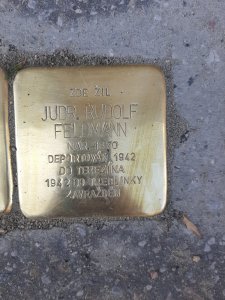 ZDE ŽIL
JUDR. RUDOLF
FELDMANN
NAR.
DEPORTOVÁN 1942
DO TEREZÍNA
1942 DO TREBLINKY
ZAVRAŽDĚN